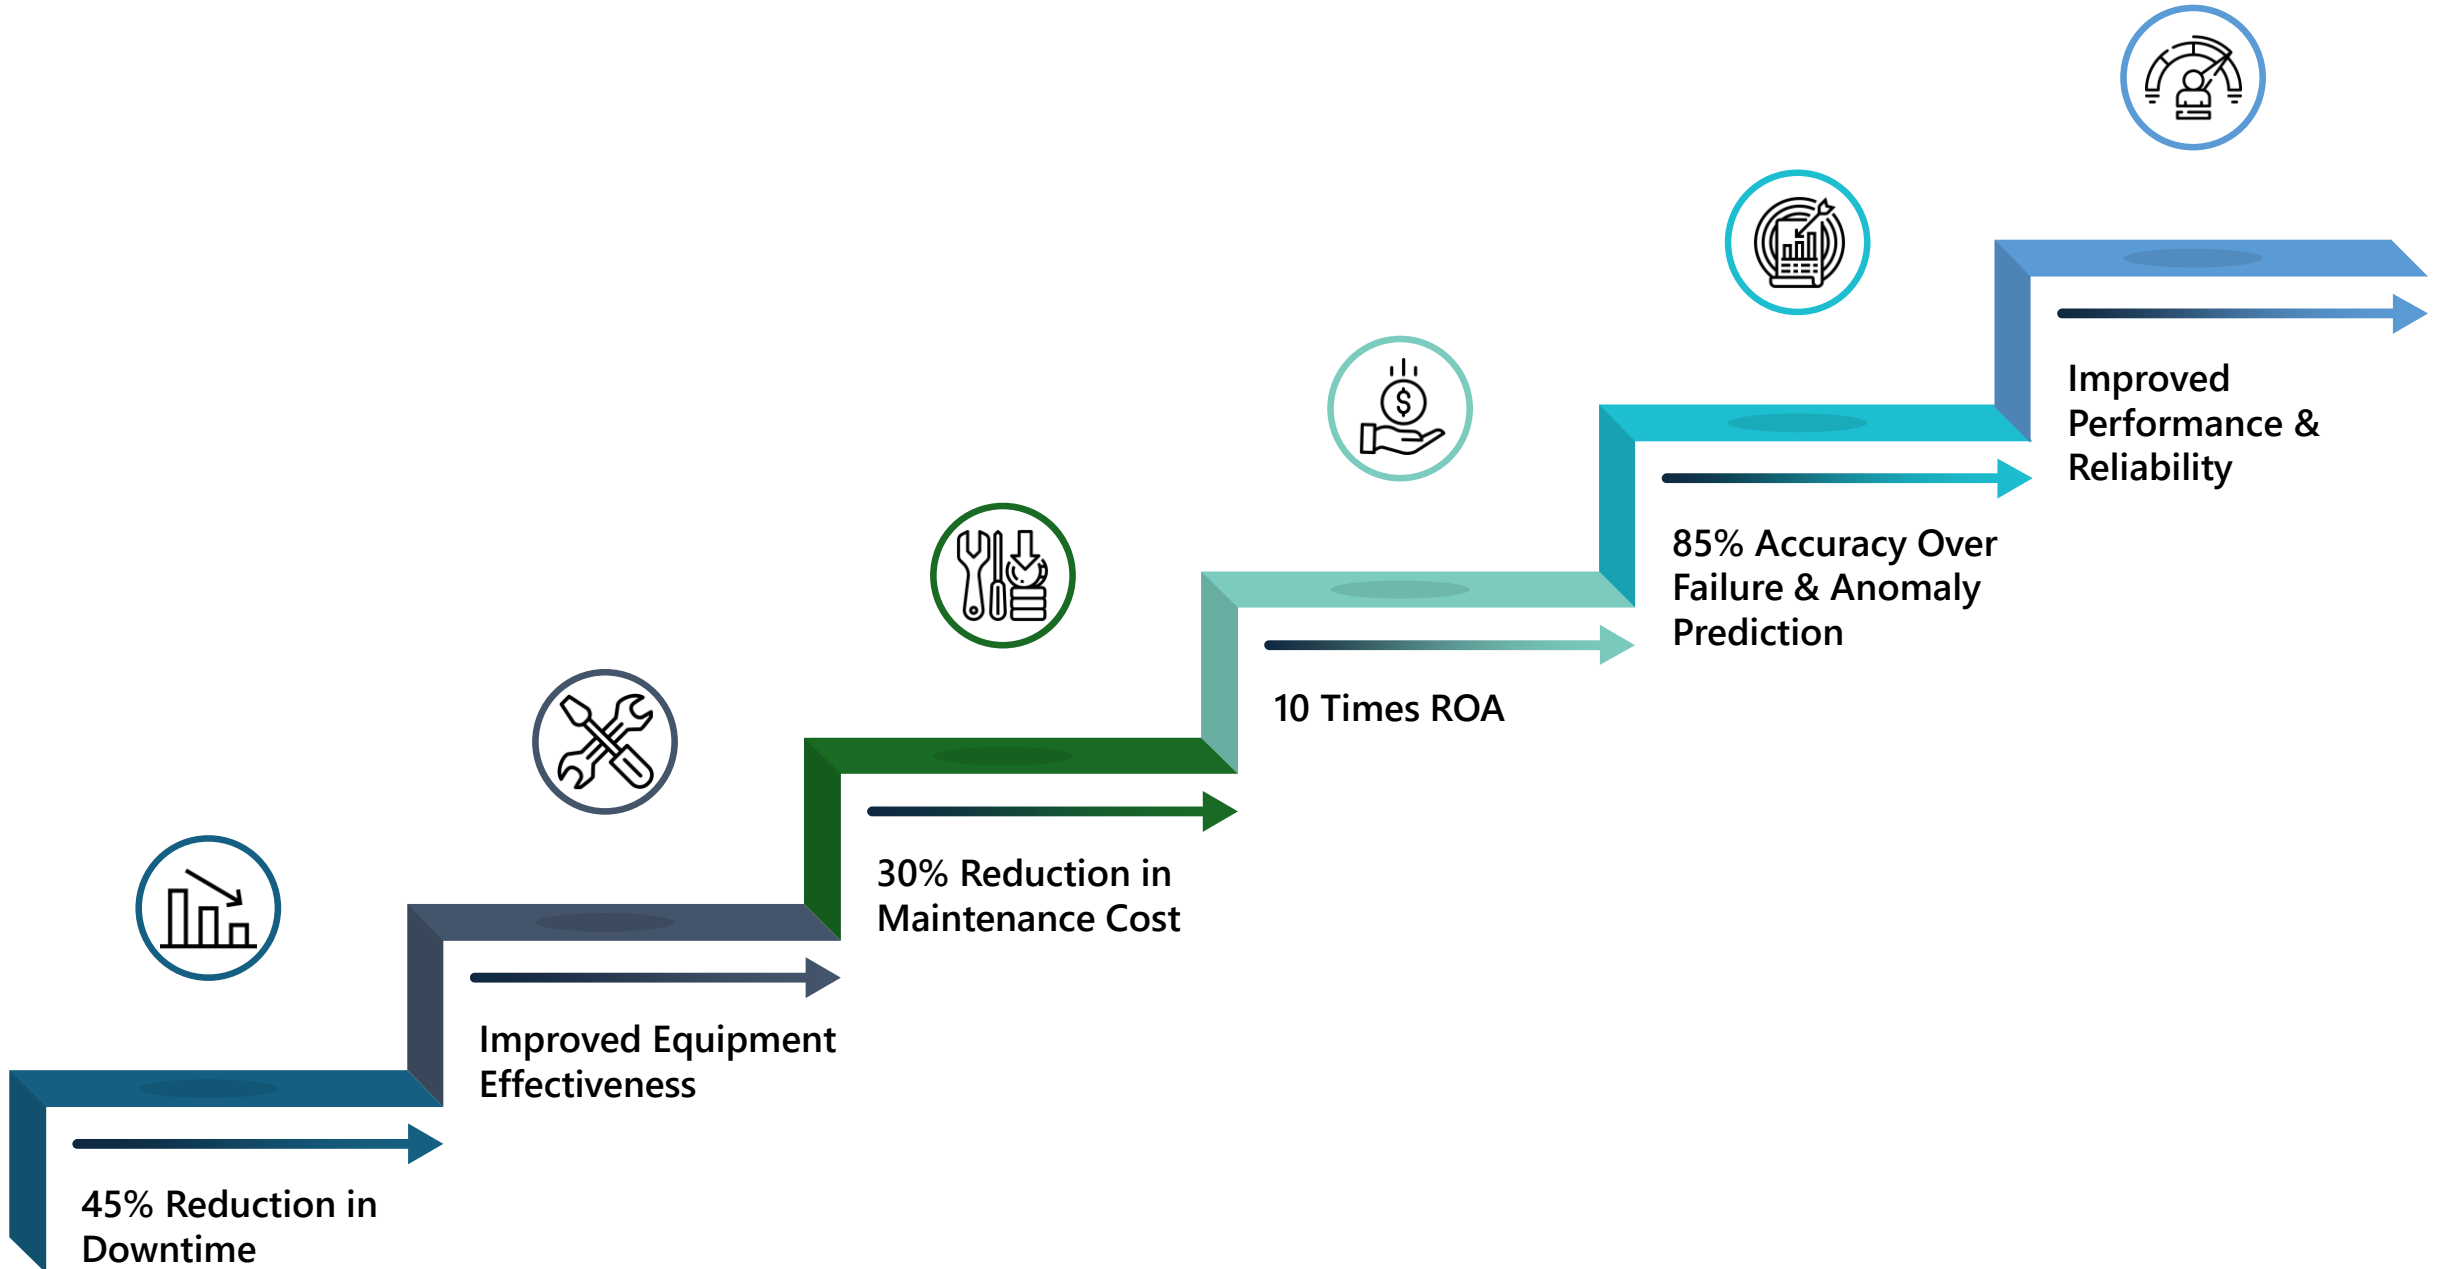 45% Reduction in
Downtime
Improved Equipment
Effectiveness
30% Reduction in
Maintenance Cost
10 Times ROA
85% Accuracy Over
Failure & Anomaly
Prediction
Improved
Performance &
Reliability
$